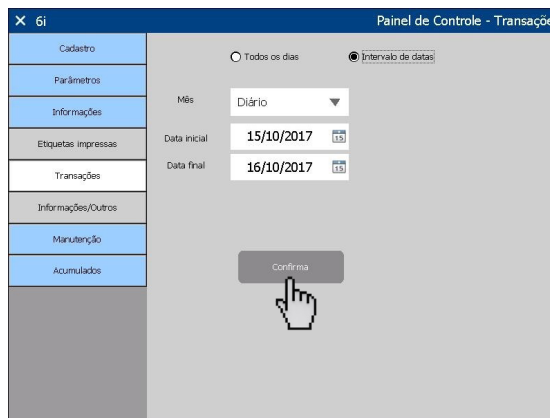 6i
Painel de Controle - Transaçõe
Cadastro
Parâmetros
Informações
Etiquetas impressas
Transações
Informações/Outros
Manutenção
Acumulados
Todos os dias
Intervalo de datas
Mês
Diário
Data inicial
15/10/2017
15
Data final
16/10/2017
15
Confirma